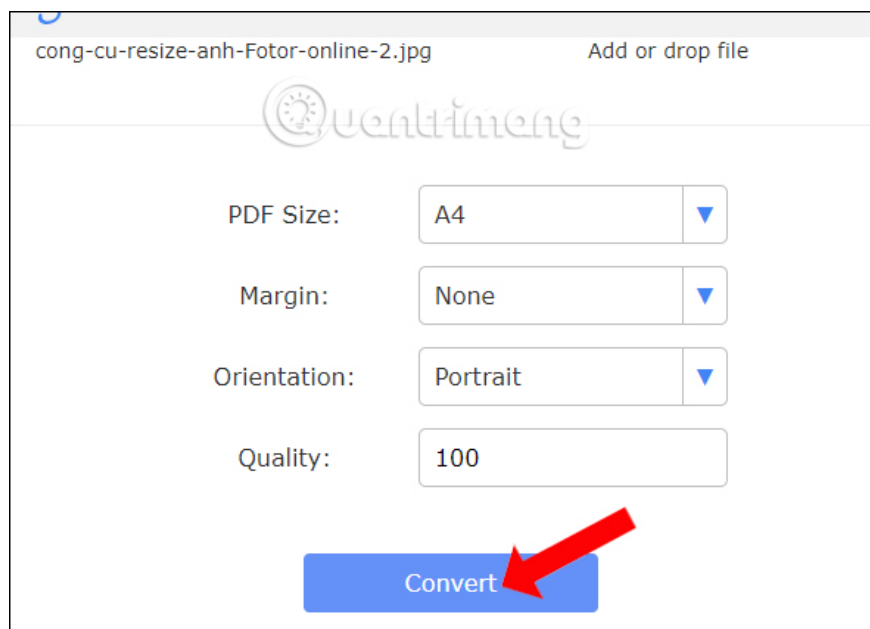 cong-cu-resize-anh-Fotor-online-2.jpg Add or drop file
Quantrimang
PDF Size: A4
Margin: None
Orientation: Portrait
Quality: 100
Convert